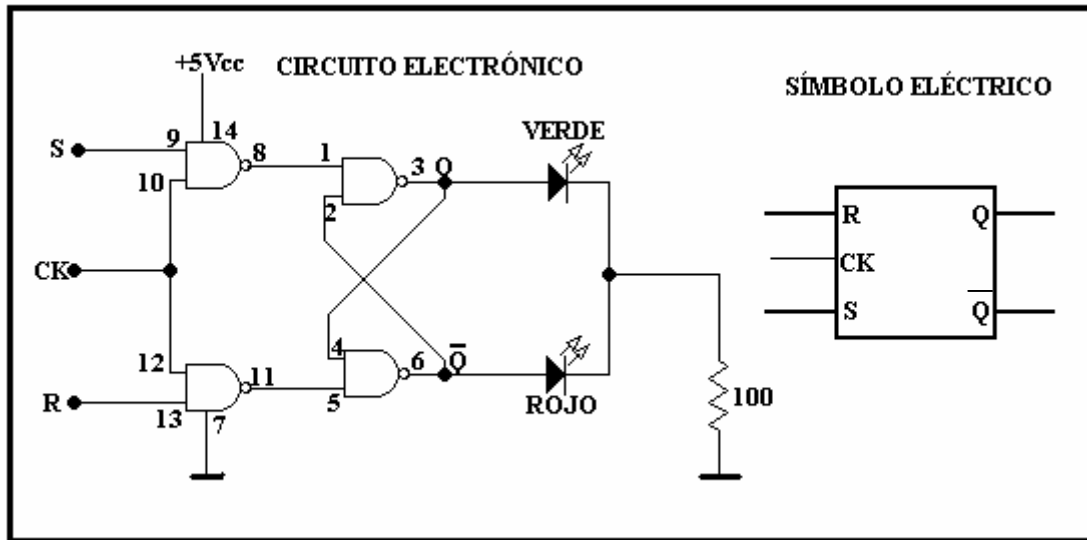 +5Vcc
CIRCUITO ELECTRÓNICO
SÍMBOLO ELÉCTRICO
VERDE
S
9
14
8
10
1
3
Q
2
R
Q
CK
CK
S
Q
12
11
4
6
Q
R
13
7
5
ROJO
100